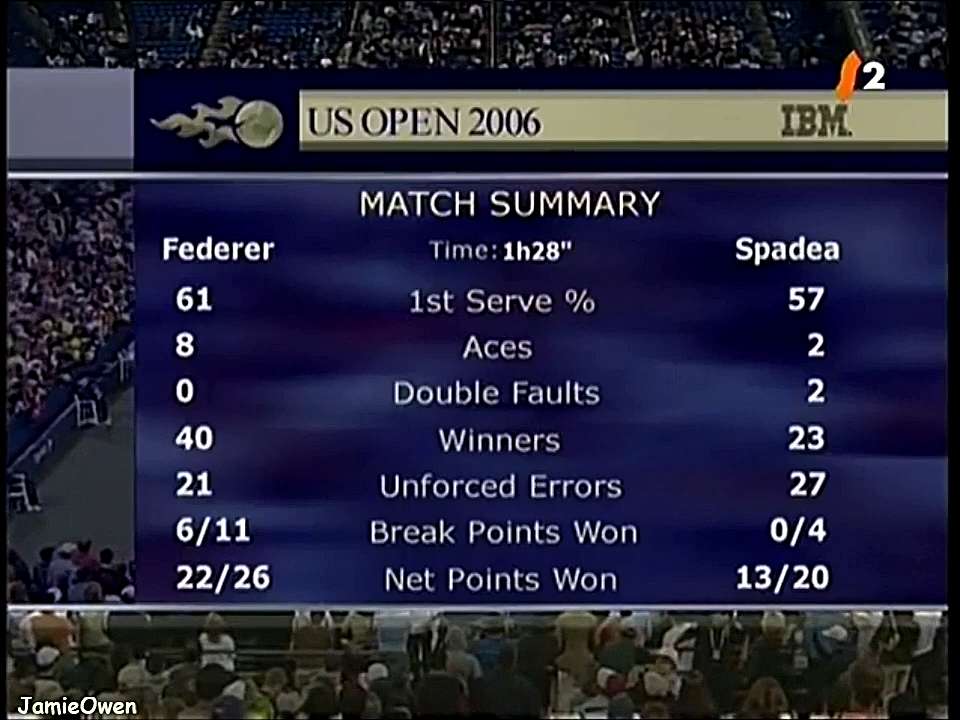 2
US OPEN 2006 IBM.
MATCH SUMMARY
Federer Time: 1h28" Spadea
61 1st Serve % 57
8 Aces 2
0 Double Faults 2
40 Winners 23
21 Unforced Errors 27
6/11 Break Points Won 0/4
22/26 Net Points Won 13/20
JamieOwen